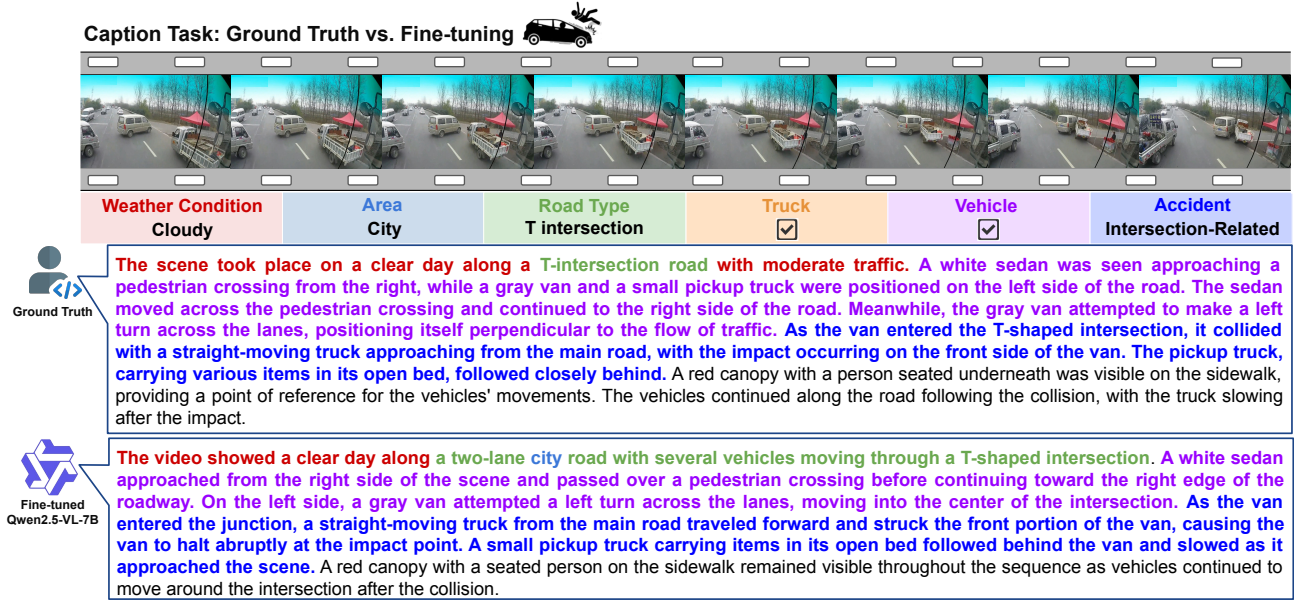 Caption Task: Ground Truth vs. Fine-tuning
Weather Condition Area Road Type Truck Vehicle Accident
Cloudy City T intersection Intersection-Related
Ground Truth
The scene took place on a clear day along a T-intersection road with moderate traffic. A white sedan was seen approaching a
pedestrian crossing from the right, while a gray van and a small pickup truck were positioned on the left side of the road. The sedan
moved across the pedestrian crossing and continued to the right side of the road. Meanwhile, the gray van attempted to make a left
turn across the lanes, positioning itself perpendicular to the flow of traffic. As the van entered the T-shaped intersection, it collided
with a straight-moving truck approaching from the main road, with the impact occurring on the front side of the van. The pickup truck,
carrying various items in its open bed, followed closely behind. A red canopy with a person seated underneath was visible on the sidewalk,
providing a point of reference for the vehicles' movements. The vehicles continued along the road following the collision, with the truck slowing
after the impact.
Fine-tuned
Qwen2.5-VL-7B
The video showed a clear day along a two-lane city road with several vehicles moving through a T-shaped intersection. A white sedan
approached from the right side of the scene and passed over a pedestrian crossing before continuing toward the right edge of the
roadway. On the left side, a gray van attempted a left turn across the lanes, moving into the center of the intersection. As the van
entered the junction, a straight-moving truck from the main road traveled forward and struck the front portion of the van, causing the
van to halt abruptly at the impact point. A small pickup truck carrying items in its open bed followed behind the van and slowed as it
approached the scene. A red canopy with a seated person on the sidewalk remained visible throughout the sequence as vehicles continued to
move around the intersection after the collision.